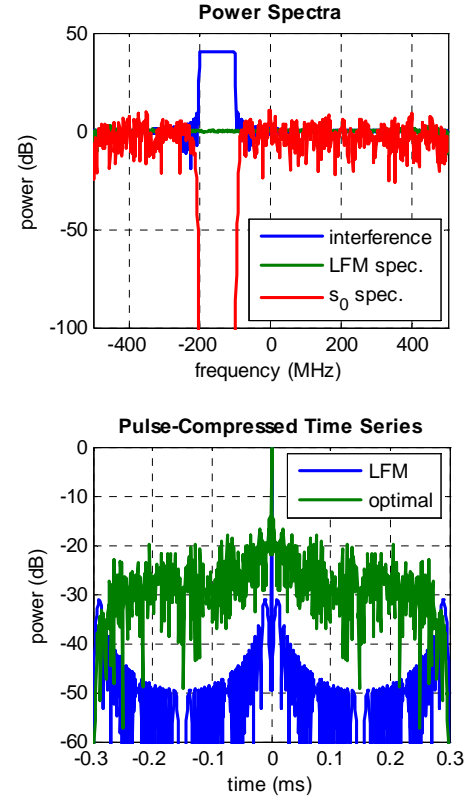 Power Spectra
50
0
-50
-100
power (dB)
interference
LFM spec.
s0 spec.
-400
-200
0
200
400
frequency (MHz)
Pulse-Compressed Time Series
0
-10
-20
-30
-40
-50
-60
power (dB)
LFM
optimal
-0.3
-0.2
-0.1
0
0.1
0.2
0.3
time (ms)